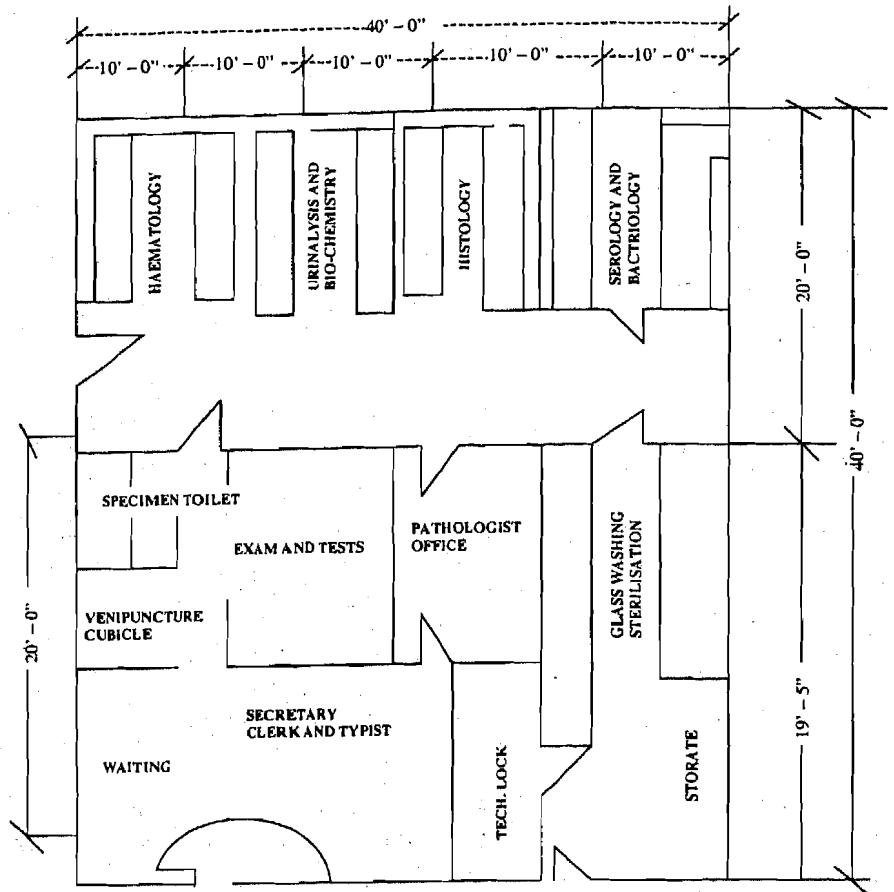 40' - 0"
10' - 0"
10' - 0"
10' - 0"
10' - 0"
10' - 0"
HAEMATOLOGY
URINALYSIS AND
BIO-CHEMISTRY
HISTOLOGY
SEROLOGY AND
BACTRIOLOGY
20' - 0"
40' - 0"
SPECIMEN TOILET
EXAM AND TESTS
PATHOLOGIST
OFFICE
GLASS WASHING
STERILISATION
VENIPUNCTURE
CUBICLE
20' - 0"
19' - 5"
SECRETARY
CLERK AND TYPIST
WAITING
TECH. LOCK
STORATE